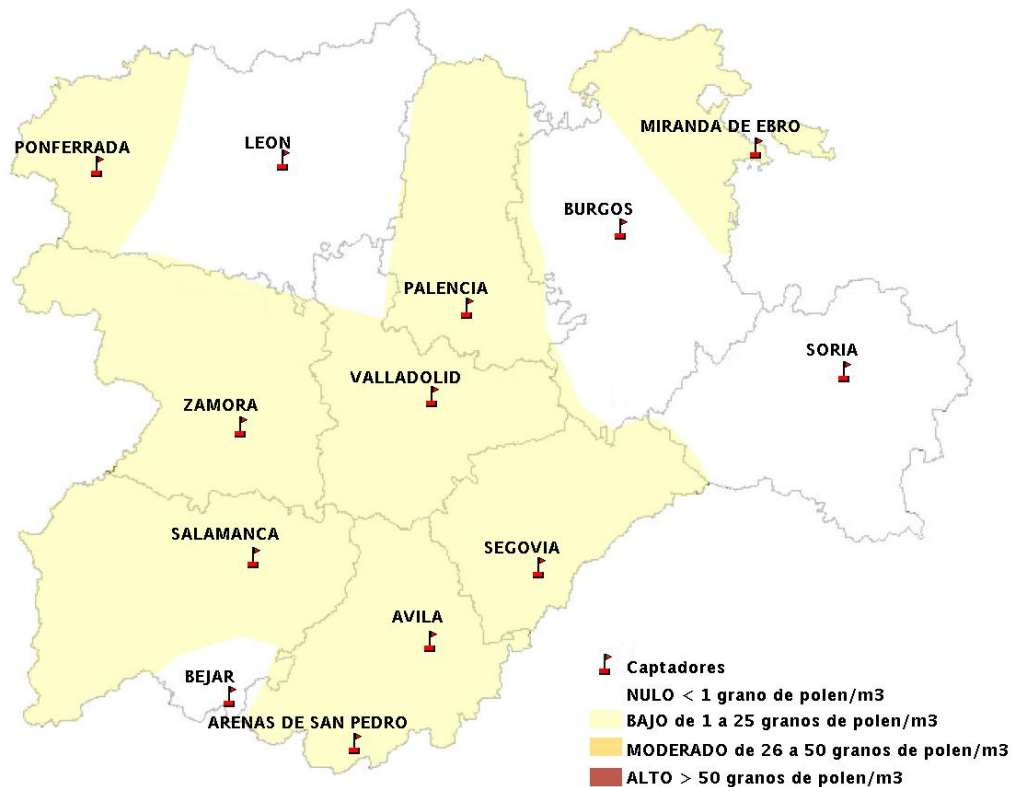 MIRANDA DE EBRO
PONFERRADA
LEON
BURGOS
PALENCIA
SORIA
VALLADOLID
ZAMORA
SALAMANCA
SEGOVIA
AVILA
BEJAR
ARENAS DE SAN PEDRO
Captadores
NULO < 1 grano de polen/m3
BAJO de 1 a 25 granos de polen/m3
MODERADO de 26 a 50 granos de polen/m3
ALTO > 50 granos de polen/m3